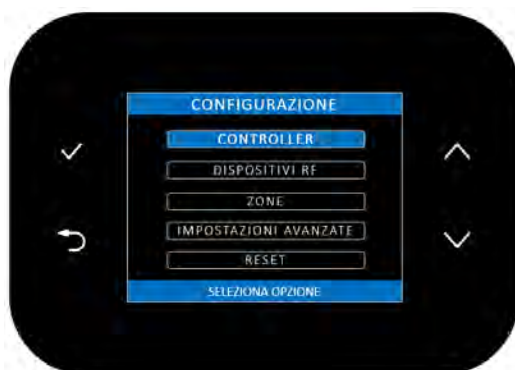 CONFIGURAZIONE
CONTROLLER
DISPOSITIVI RF
ZONE
IMPOSTAZIONI AVANZATE
RESET
SELEZIONA OPZIONE